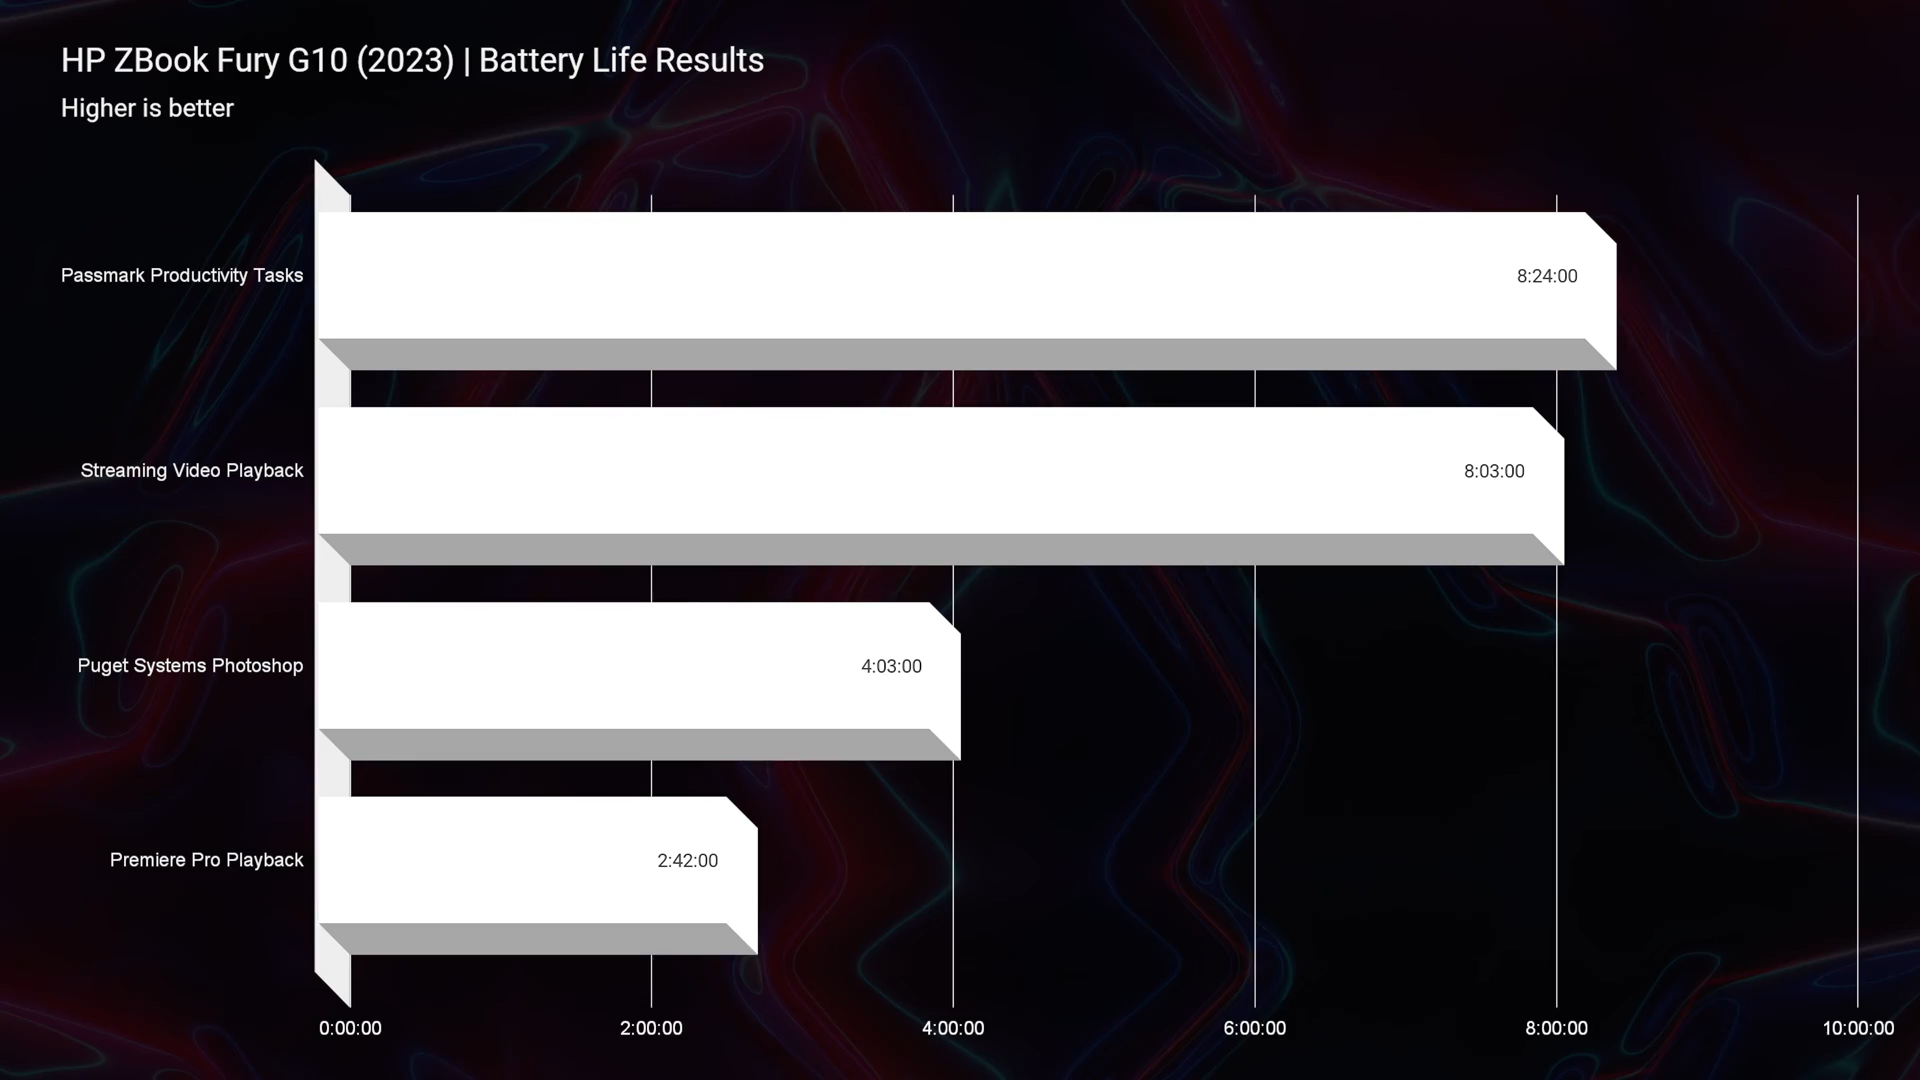 HP ZBook Fury G10 (2023) | Battery Life Results
Higher is better
Passmark Productivity Tasks
8:24:00
Streaming Video Playback
8:03:00
Puget Systems Photoshop
4:03:00
Premiere Pro Playback
2:42:00
0:00:00
2:00:00
4:00:00
6:00:00
8:00:00
10:00:00